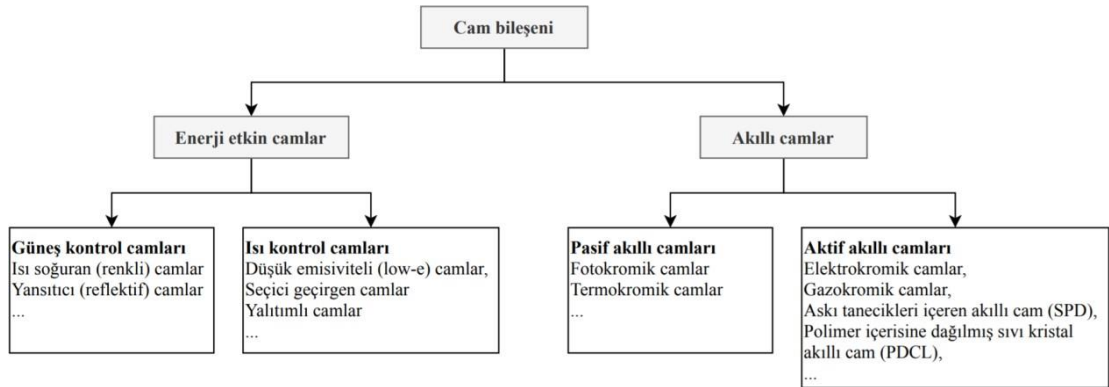 Cam bileşeni
Enerji etkin camlar
Akıllı camlar
Güneş kontrol camları
Isı soğuran (renkli) camlar
Yansıtıcı (reflektif) camlar
...
Isı kontrol camları
Düşük emisiviteli (low-e) camlar,
Seçici geçirgen camlar
Yalıtımlı camlar
...
Pasif akıllı camları
Fotokromik camlar
Termokromik camlar
...
Aktif akıllı camları
Elektrokromik camlar,
Gazokromik camlar,
Askı tanecikleri içeren akıllı cam (SPD),
Polimer içerisine dağılmış sıvı kristal
akıllı cam (PDCL),
...